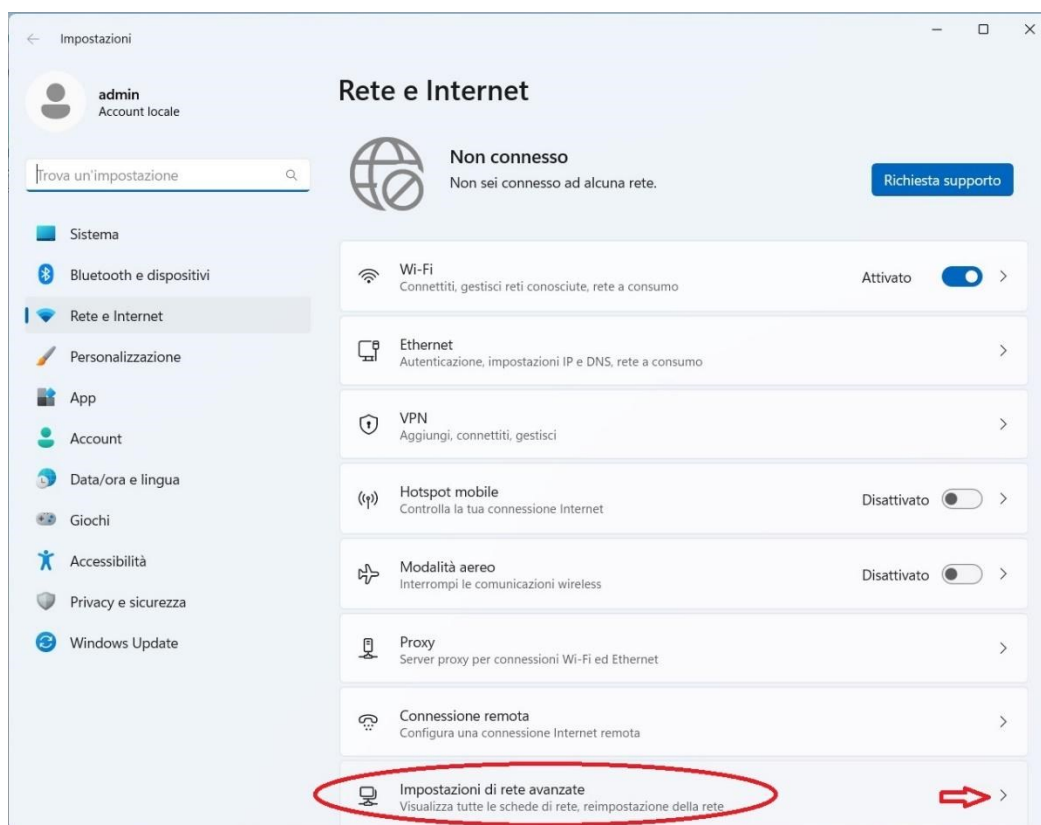 Impostazioni
admin
Account locale
Trova un'impostazione
Sistema
Bluetooth e dispositivi
Rete e Internet
Personalizzazione
App
Account
Data/ora e lingua
Giochi
Accessibilità
Privacy e sicurezza
Windows Update
Rete e Internet
Non connesso
Non sei connesso ad alcuna rete.
Richiesta supporto
Wi-Fi
Connettiti, gestisci reti conosciute, rete a consumo
Attivato
Ethernet
Autenticazione, impostazioni IP e DNS, rete a consumo
VPN
Aggiungi, connettiti, gestisci
Hotspot mobile
Controlla la tua connessione Internet
Disattivato
Modalità aereo
Interrompi le comunicazioni wireless
Disattivato
Proxy
Server proxy per connessioni Wi-Fi ed Ethernet
Connessione remota
Configura una connessione Internet remota
Impostazioni di rete avanzate
Visualizza tutte le schede di rete, reimpostazione della rete